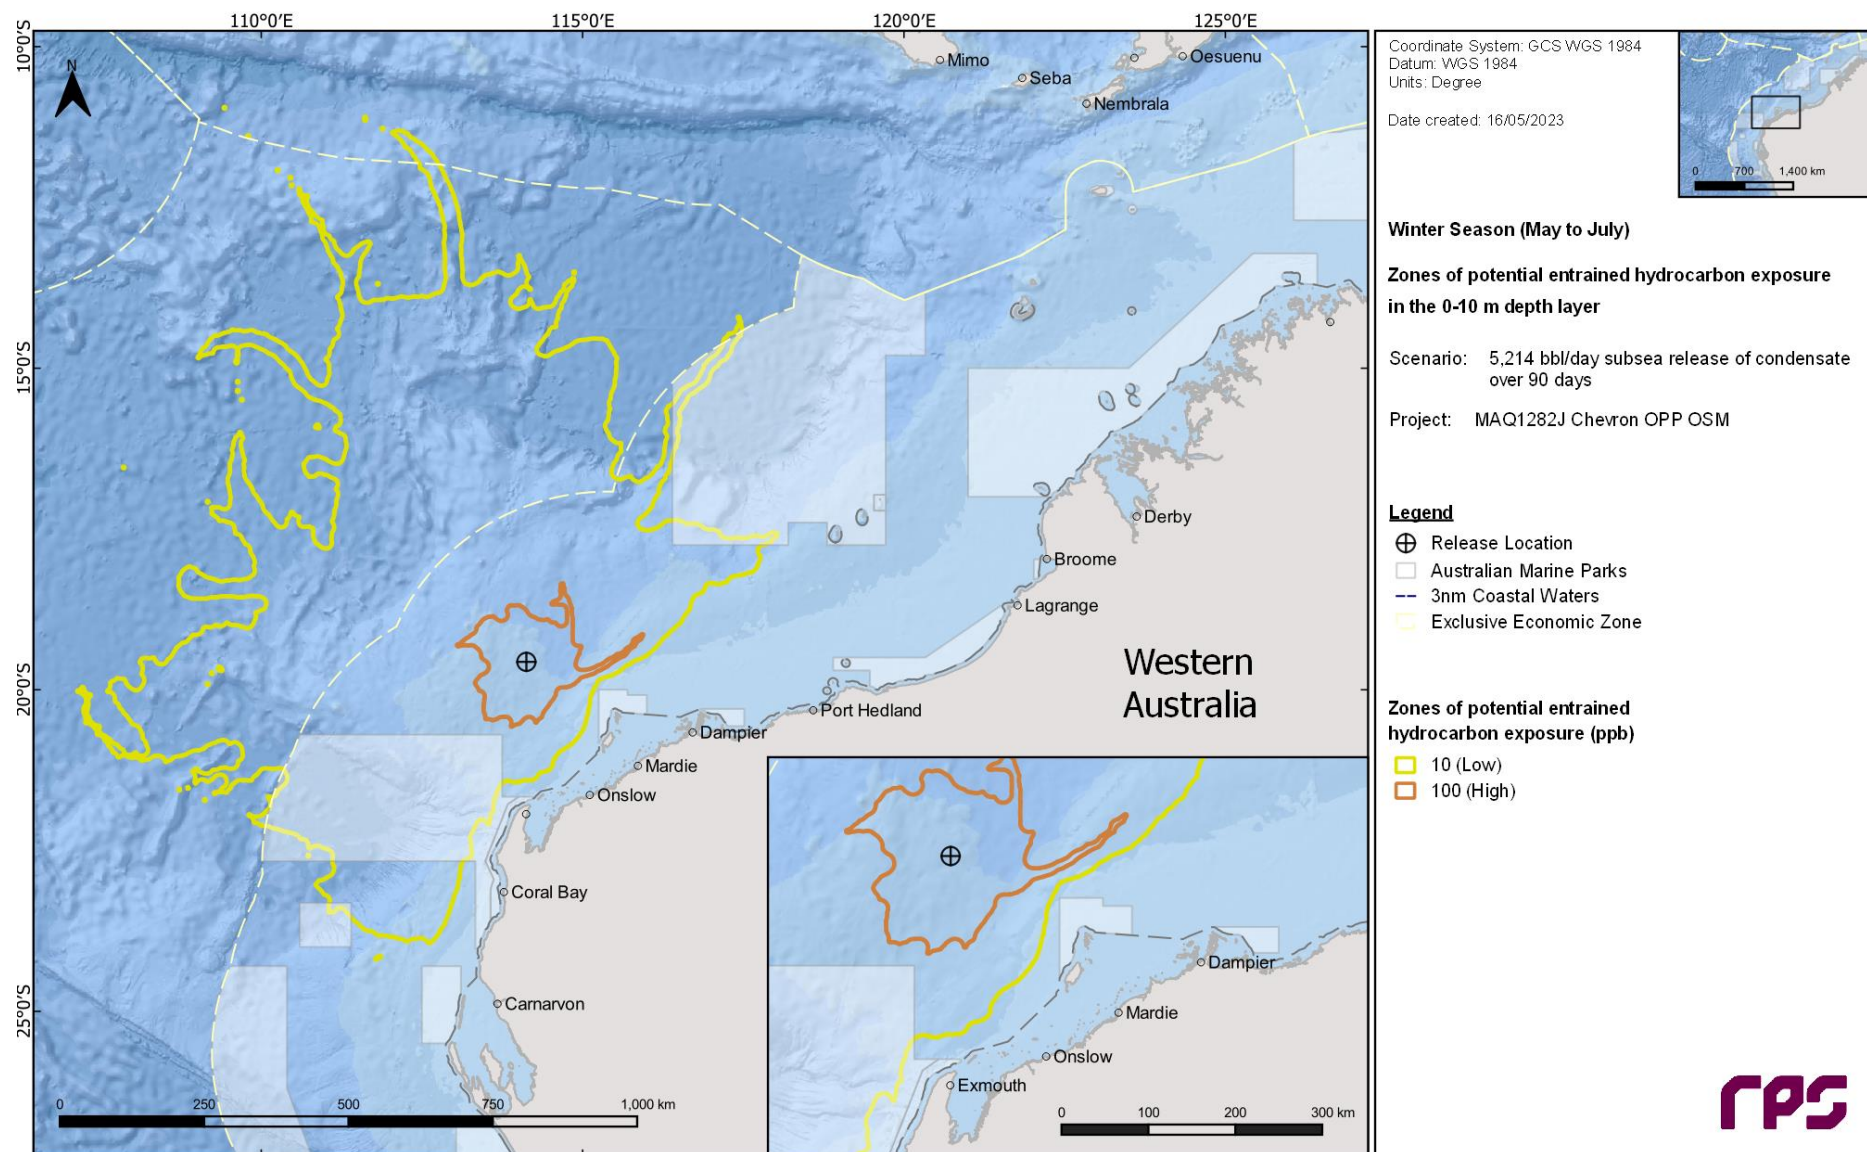 110°0'E 115°0'E 120°0'E 125°0'E
10°0'S
15°0'S
20°0'S
25°0'S
N
Mimo
Seba
Oesuenu
Nembrala
Derby
Broome
Lagrange
Western
Australia
Port Hedland
Dampier
Mardie
Onslow
Coral Bay
Carnarvon
0 250 500 750 1,000 km
Dampier
Mardie
Onslow
Exmouth
0 100 200 300 km
Coordinate System: GCS WGS 1984
Datum: WGS 1984
Units: Degree
Date created: 16/05/2023
0 700 1,400 km
Winter Season (May to July)
Zones of potential entrained hydrocarbon exposure
in the 0-10 m depth layer
Scenario: 5,214 bbl/day subsea release of condensate
over 90 days
Project: MAQ1282J Chevron OPP OSM
Legend
Release Location
Australian Marine Parks
3nm Coastal Waters
Exclusive Economic Zone
Zones of potential entrained
hydrocarbon exposure (ppb)
10 (Low)
100 (High)
rps